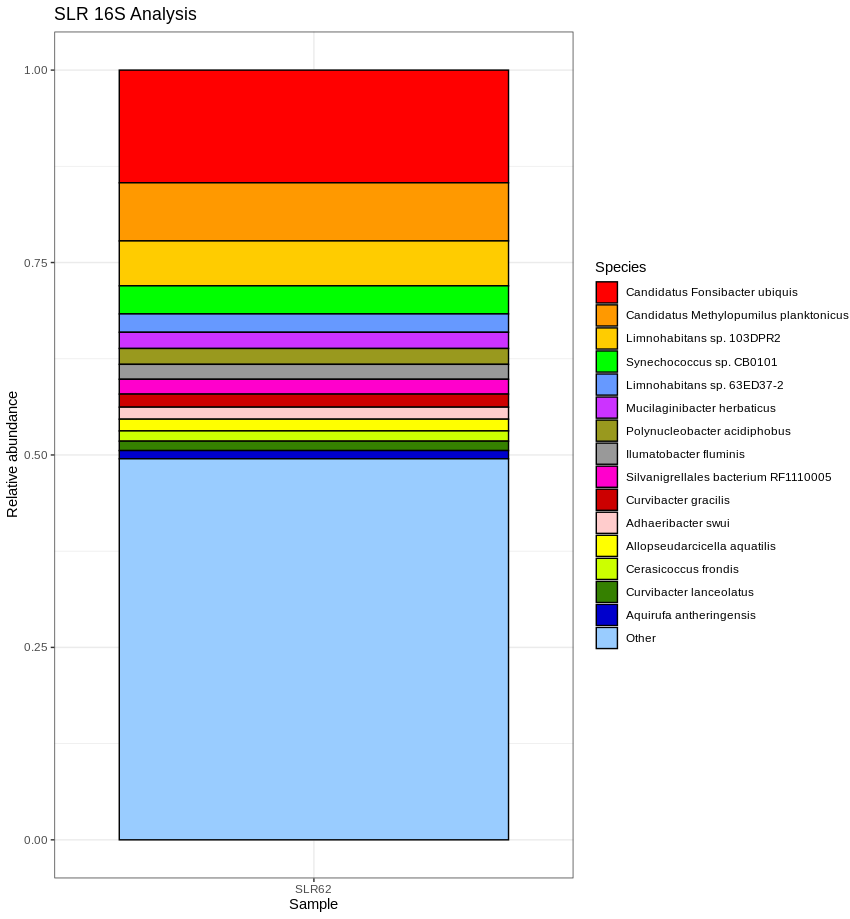 SLR 16S Analysis
1.00
0.75
0.50
0.25
0.00
Relative abundance
SLR62
Sample
Species
Candidatus Fonsibacter ubiquis
Candidatus Methylopumilus planktonicus
Limnohabitans sp. 103DPR2
Synechococcus sp. CB0101
Limnohabitans sp. 63ED37-2
Mucilaginibacter herbaticus
Polynucleobacter acidiphobus
Ilumatobacter fluminis
Silvanigrellales bacterium RF1110005
Curvibacter gracilis
Adhaeribacter swui
Allopseudarcicella aquatilis
Cerasicoccus frondis
Curvibacter lanceolatus
Aquirufa antheringensis
Other